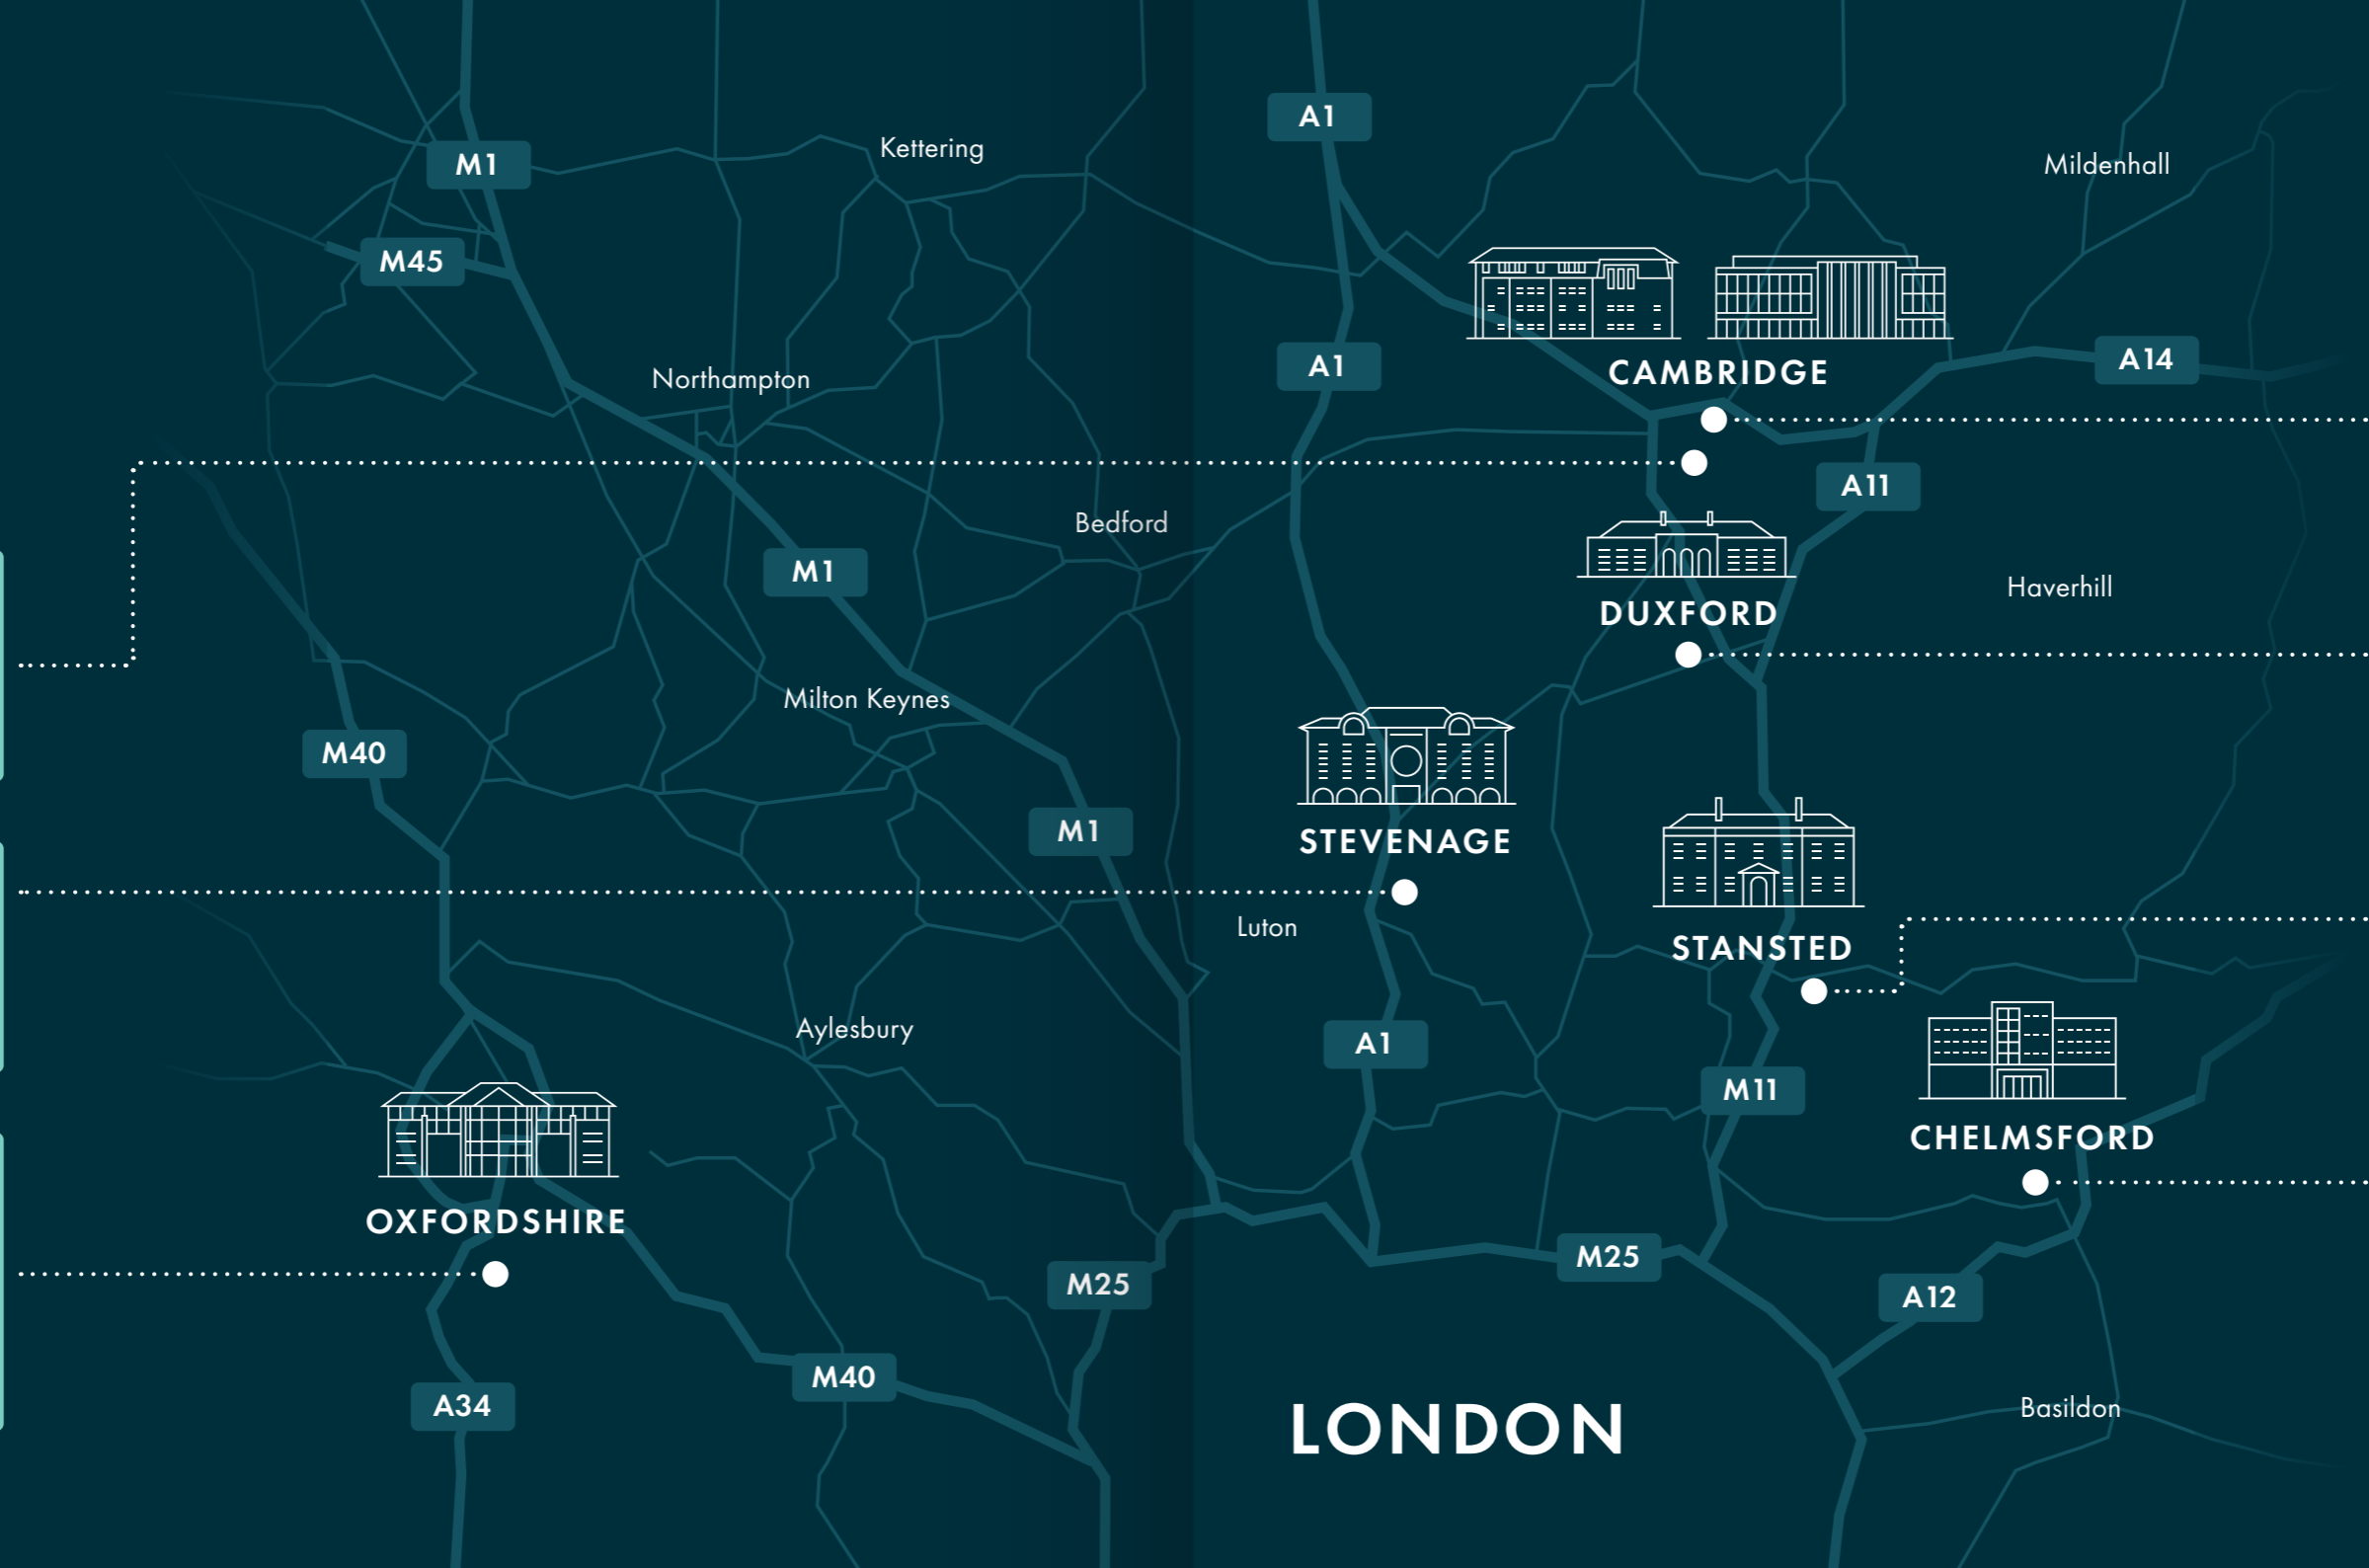 A1
Kettering
M1
Mildenhall
M45
A14
A1
CAMBRIDGE
Northampton
A11
Bedford
M1
Haverhill
DUXFORD
Milton Keynes
M40
M1
STEVENAGE
Luton
STANSTED
Aylesbury
A1
M11
CHELMSFORD
OXFORDSHIRE
M25
M25
A12
M40
A34
Basildon
LONDON